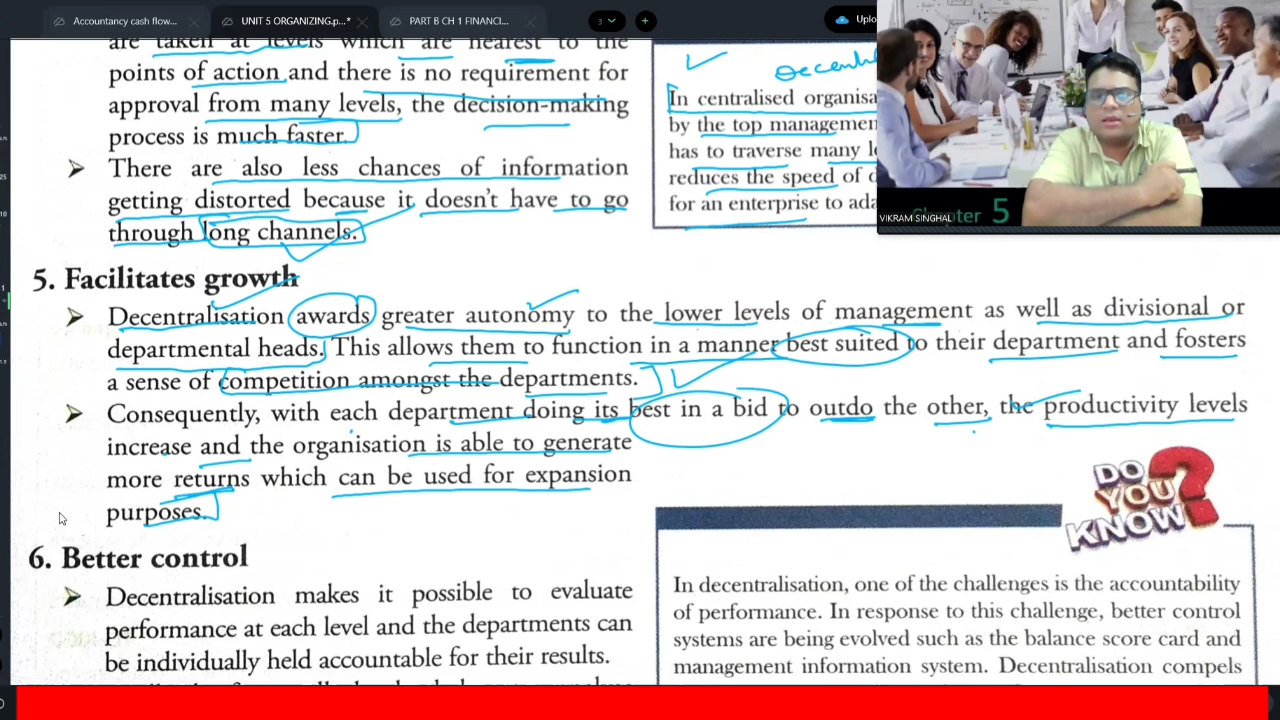 Accountancy cash flow...
UNIT 5 ORGANIZING.p...*
PART B CH 1 FINANCI...
3
are taken at levels which are nearest to the
points of action and there is no requirement for
approval from many levels, the decision-making
process is much faster.
There are also less chances of information
getting distorted because it doesn't have to go
through long channels.
In centralised organisa
by the top managemen
has to traverse many le
reduces the speed of d
for an enterprise to ada
Uplo
VIKRAM SINGHAL
pter 5
5. Facilitates growth
Decentralisation awards greater autonomy to the lower levels of management as well as divisional or
departmental heads. This allows them to function in a manner best suited to their department and fosters
a sense of competition amongst the departments.
Consequently, with each department doing its best in a bid to outdo the other, the productivity levels
increase and the organisation is able to generate
more returns which can be used for expansion
purposes.
6. Better control
Decentralisation makes it possible to evaluate
performance at each level and the departments can
be individually held accountable for their results.
DO
YOU
KNOW
?
In decentralisation, one of the challenges is the accountability
of performance. In response to this challenge, better control
systems are being evolved such as the balance score card and
management information system. Decentralisation compels